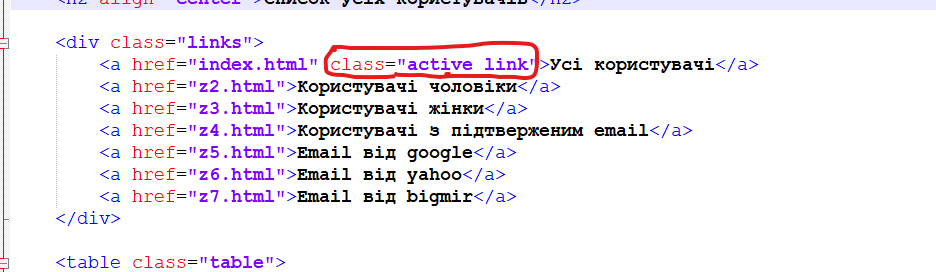 <h2 align="center">Список усіх користувачів</h2>
<div class="links">
<a href="index.html" class="active link">Усі користувачі</a>
<a href="z2.html">Користувачі чоловіки</a>
<a href="z3.html">Користувачі жінки</a>
<a href="z4.html">Користувачі з підтверженим email</a>
<a href="z5.html">Email від google</a>
<a href="z6.html">Email від yahoo</a>
<a href="z7.html">Email від bigmir</a>
</div>
<table class="table">